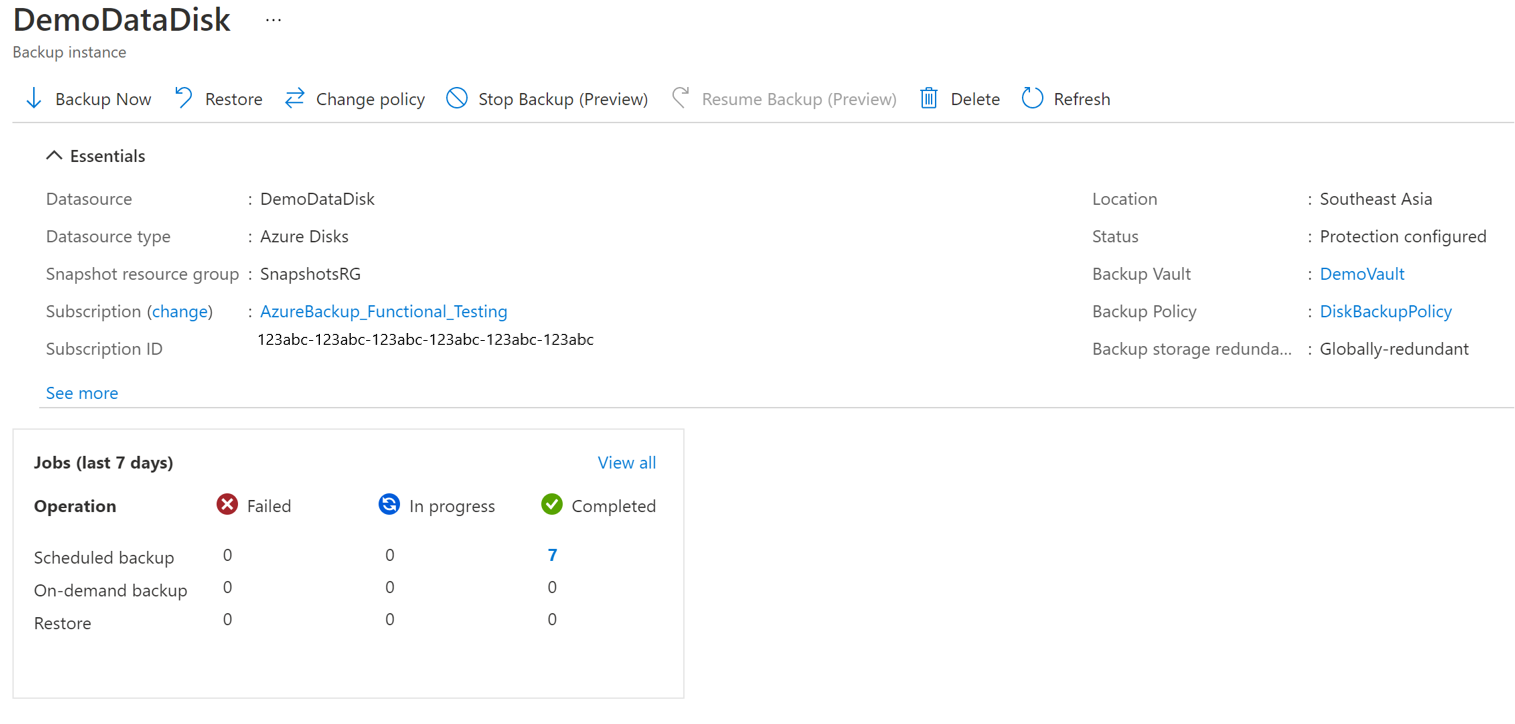 DemoDataDisk ...
Backup instance
Backup Now Restore Change policy Stop Backup (Preview) Resume Backup (Preview) Delete Refresh
Essentials
Datasource : DemoDataDisk
Datasource type : Azure Disks
Snapshot resource group : SnapshotsRG
Subscription (change) : AzureBackup_Functional_Testing
Subscription ID 123abc-123abc-123abc-123abc-123abc-123abc
See more
Location : Southeast Asia
Status : Protection configured
Backup Vault : DemoVault
Backup Policy : DiskBackupPolicy
Backup storage redunda... : Globally-redundant
Jobs (last 7 days) View all
Operation Failed In progress Completed
Scheduled backup 0 0 7
On-demand backup 0 0 0
Restore 0 0 0